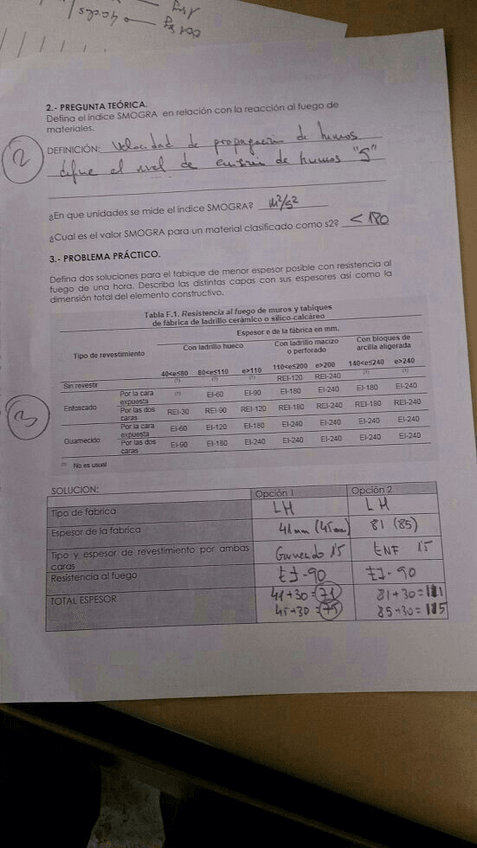 2.- PREGUNTA TEÓRICA.
Defina el índice SMOGRA en relación con la reacción al fuego de
materiales.
2
DEFINICIÓN: Velocidad de propagación de humos
define el nivel de emisión de humos "S"
¿En que unidades se mide el índice SMOGRA? m²/s²
¿Cual es el valor SMOGRA para un material clasificado como s2? < 180
3.- PROBLEMA PRÁCTICO.
Defina dos soluciones para el tabique de menor espesor posible con resistencia al
fuego de una hora. Describa las distintas capas con sus espesores así como la
dimensión total del elemento constructivo.
3
Tabla F.1. Resistencia al fuego de muros y tabiques
de fábrica de ladrillo cerámico o sílico-calcáreo
Espesor e de la fábrica en mm.
Tipo de revestimiento Con ladrillo hueco Con ladrillo macizo o perforado Con bloques de arcilla aligerada
40<e≤80 80<e≤110 e>110 110<e≤200 e>200 140<e≤240 e>240
Sin revestir (1) (1) (1) REI-120 REI-240 (1) (1)
Enfoscado Por la cara expuesta (1) EI-60 EI-90 EI-180 EI-240 EI-180 EI-240
Por las dos caras REI-30 REI-90 REI-120 REI-180 REI-240 REI-180 REI-240
Guarnecido Por la cara expuesta EI-60 EI-120 EI-180 EI-240 EI-240 EI-240 EI-240
Por las dos caras EI-90 EI-180 EI-240 EI-240 EI-240 EI-240 EI-240
(1) No es usual
SOLUCION: Opción 1 Opción 2
Tipo de fabrica LH LH
Espesor de la fabrica 41mm (45mm) 81 (85)
Tipo y espesor de revestimiento por ambas caras 15 ENF 15
Resistencia al fuego EI-90 EI-90
TOTAL ESPESOR 41+30=71 81+30=111
45+30=75 85+30=115